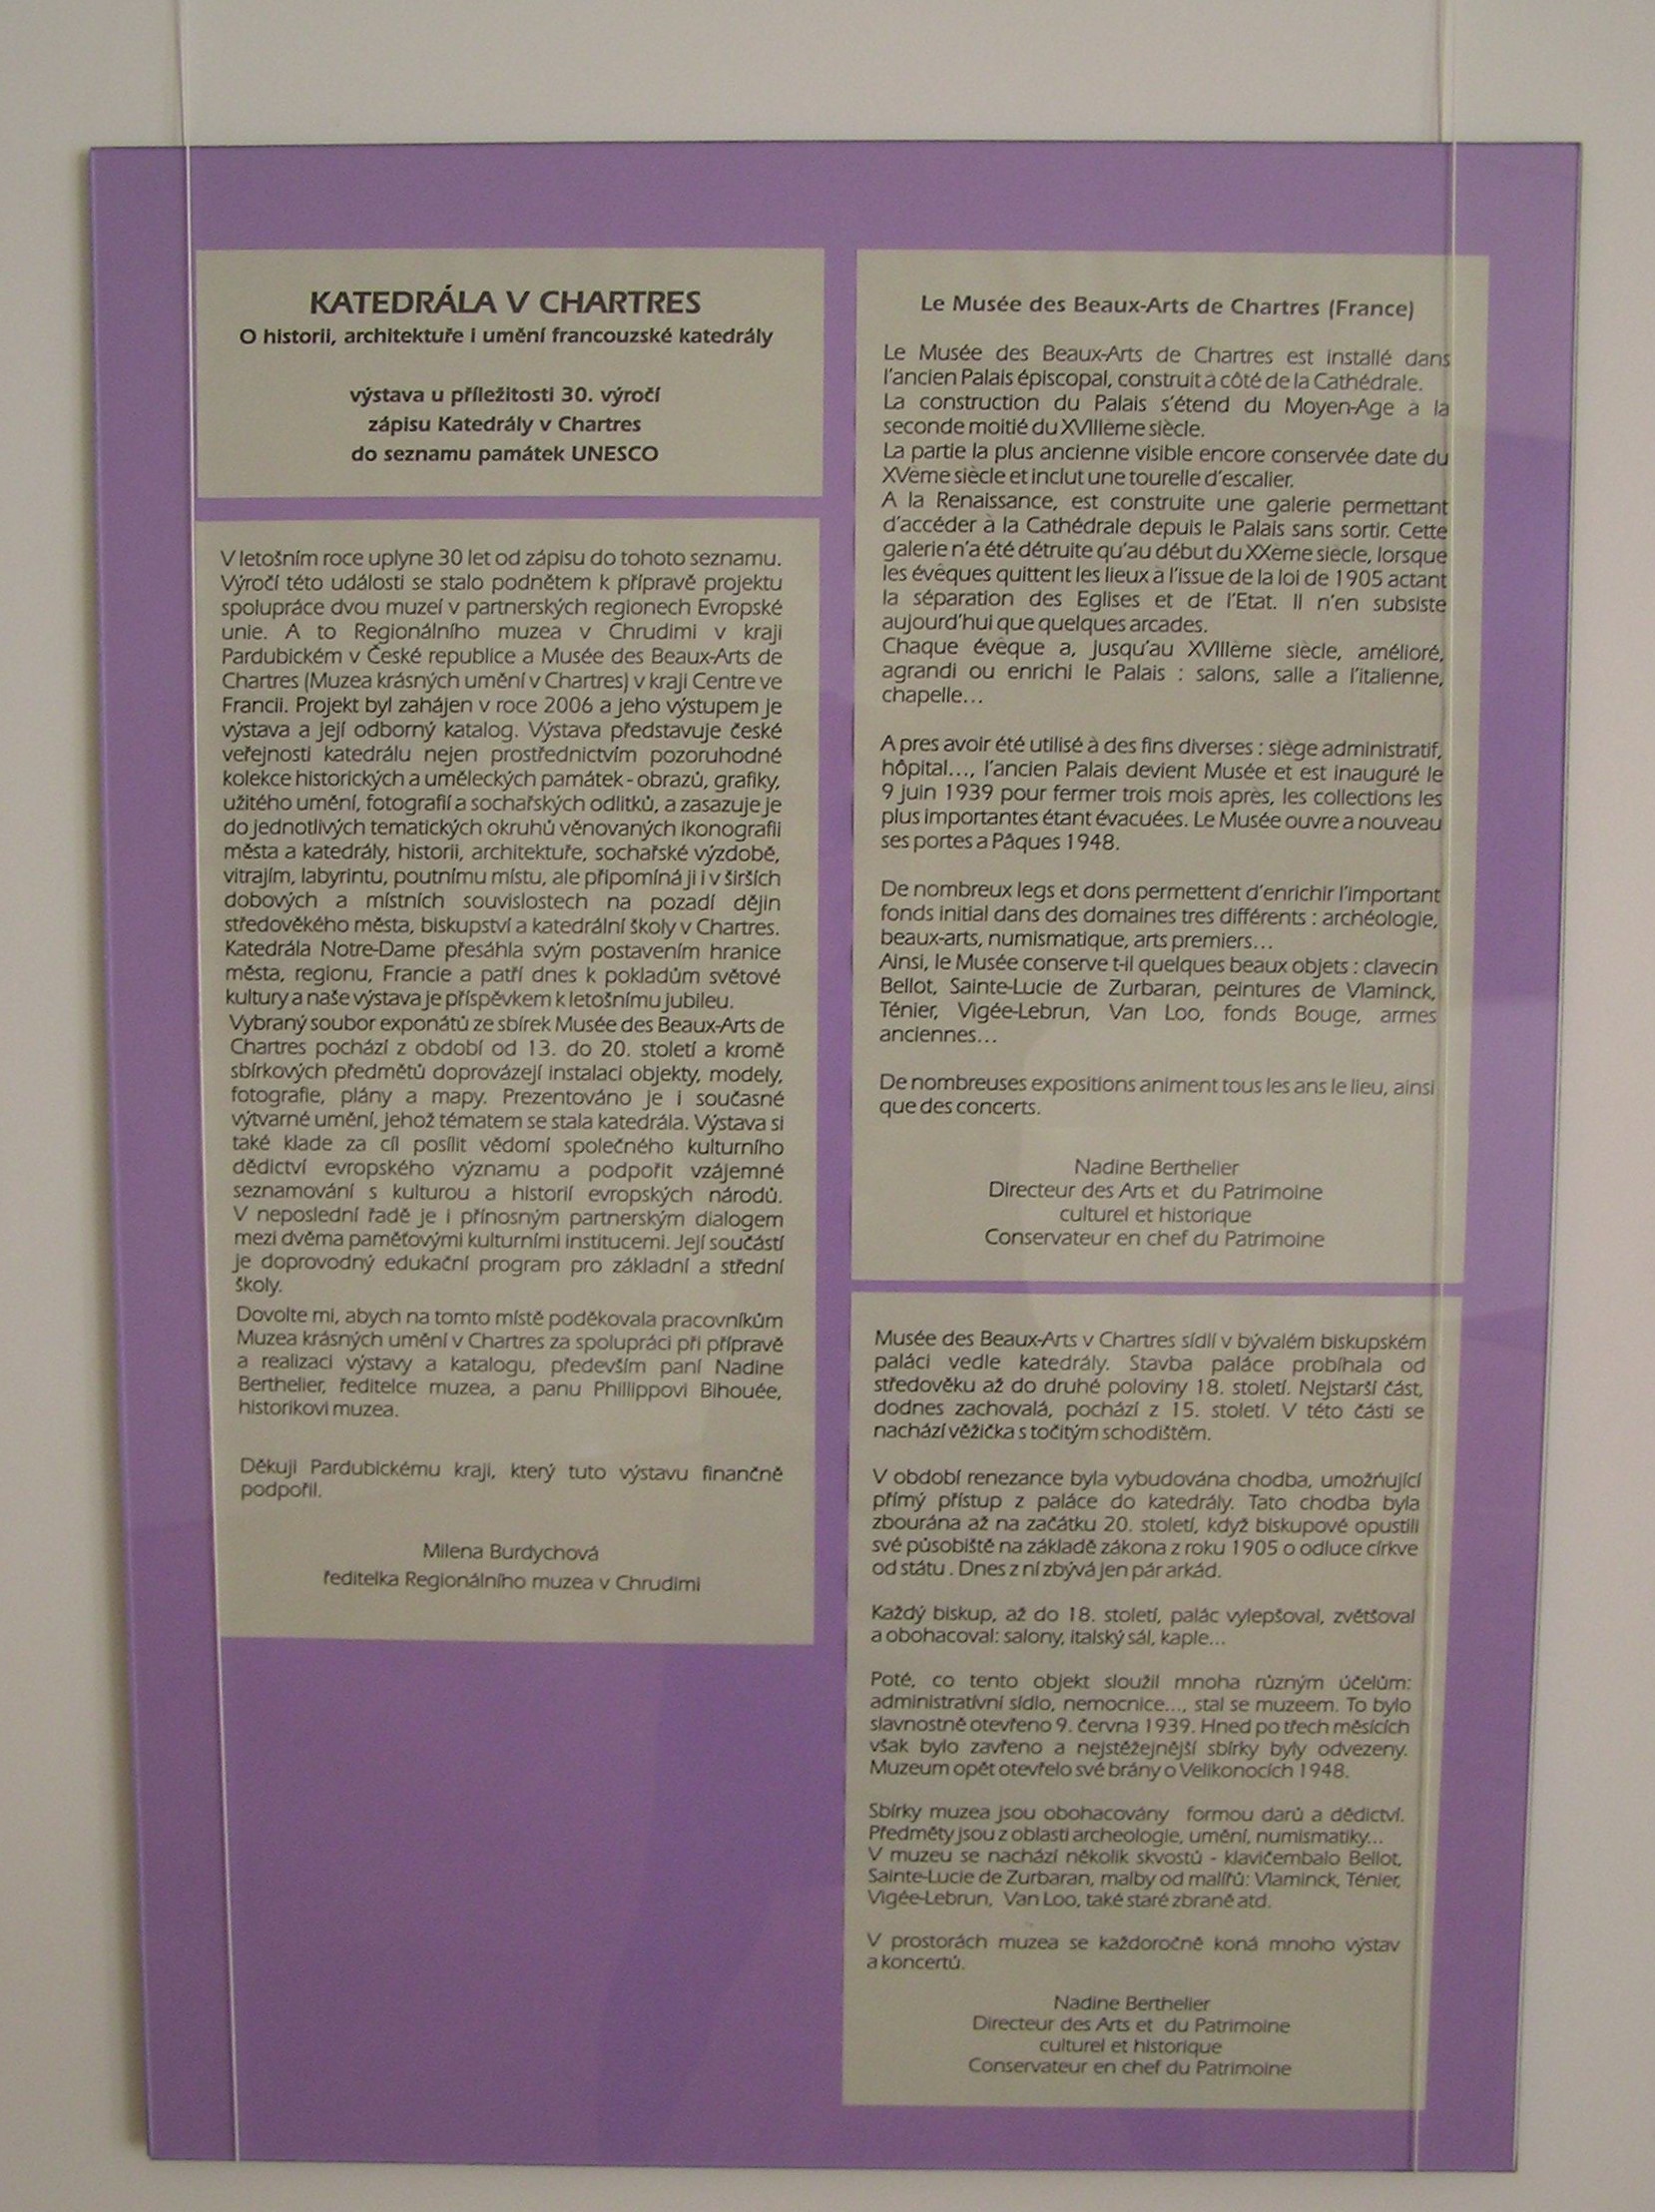 KATEDRÁLA V CHARTRES
O historii, architektuře i umění francouzské katedrály
výstava u příležitosti 30. výročí
zápisu Katedrály v Chartres
do seznamu památek UNESCO
V letošním roce uplyne 30 let od zápisu do tohoto seznamu.
Výročí této události se stalo podnětem k přípravě projektu
spolupráce dvou muzeí v partnerských regionech Evropské
unie. A to Regionálního muzea v Chrudimi v kraji
Pardubickém v České republice a Musée des Beaux-Arts de
Chartres (Muzea krásných umění v Chartres) v kraji Centre ve
Francii. Projekt byl zahájen v roce 2006 a jeho výstupem je
výstava a její odborný katalog. Výstava představuje české
veřejnosti katedrálu nejen prostřednictvím pozoruhodné
kolekce historických a uměleckých památek - obrazů, grafiky,
užitého umění, fotografií a sochařských odlitků, a zasazuje je
do jednotlivých tematických okruhů věnovaných ikonografii
města a katedrály, historii, architektuře, sochařské výzdobě,
vitrajím, labyrintu, poutnímu místu, ale připomíná ji i v širších
dobových a místních souvislostech na pozadí dějin
středověkého města, biskupství a katedrální školy v Chartres.
Katedrála Notre-Dame přesáhla svým postavením hranice
města, regionu, Francie a patří dnes k pokladům světové
kultury a naše výstava je příspěvkem k letošnímu jubileu.
Vybraný soubor exponátů ze sbírek Musée des Beaux-Arts de
Chartres pochází z období od 13. do 20. století a kromě
sbírkových předmětů doprovázejí instalaci objekty, modely,
fotografie, plány a mapy. Prezentováno je i současné
výtvarné umění, jehož tématem se stala katedrála. Výstava si
také klade za cíl posílit vědomí společného kulturního
dědictví evropského významu a podpořit vzájemné
seznamování s kulturou a historií evropských národů.
V neposlední řadě je i přínosným partnerským dialogem
mezi dvěma paměťovými kulturními institucemi. Její součástí
je doprovodný edukační program pro základní a střední
školy.
Dovolte mi, abych na tomto místě poděkovala pracovníkům
Muzea krásných umění v Chartres za spolupráci při přípravě
a realizaci výstavy a katalogu, především paní Nadine
Berthelier, ředitelce muzea, a panu Phillippovi Bihouée,
historikovi muzea.
Děkuji Pardubickému kraji, který tuto výstavu finančně
podpořil.
Milena Burdychová
ředitelka Regionálního muzea v Chrudimi
Le Musée des Beaux-Arts de Chartres (France)
Le Musée des Beaux-Arts de Chartres est installé dans
l'ancien Palais épiscopal, construit à côté de la Cathédrale.
La construction du Palais s'étend du Moyen-Age à la
seconde moitié du XVIIIème siècle.
La partie la plus ancienne visible encore conservée date du
XVème siècle et inclut une tourelle d'escalier.
A la Renaissance, est construite une galerie permettant
d'accéder à la Cathédrale depuis le Palais sans sortir. Cette
galerie n'a été détruite qu'au début du XXème siècle, lorsque
les évêques quittent les lieux à l'issue de la loi de 1905 actant
la séparation des Eglises et de l'Etat. Il n'en subsiste
aujourd'hui que quelques arcades.
Chaque évêque a, jusqu'au XVIIIème siècle, amélioré,
agrandi ou enrichi le Palais : salons, salle a l'italienne,
chapelle...
A pres avoir été utilisé à des fins diverses : siège administratif,
hôpital..., l'ancien Palais devient Musée et est inauguré le
9 juin 1939 pour fermer trois mois après, les collections les
plus importantes étant évacuées. Le Musée ouvre a nouveau
ses portes a Pâques 1948.
De nombreux legs et dons permettent d'enrichir l'important
fonds initial dans des domaines tres différents : archéologie,
beaux-arts, numismatique, arts premiers...
Ainsi, le Musée conserve t-il quelques beaux objets : clavecin
Bellot, Sainte-Lucie de Zurbaran, peintures de Vlaminck,
Ténier, Vigée-Lebrun, Van Loo, fonds Bouge, armes
anciennes...
De nombreuses expositions animent tous les ans le lieu, ainsi
que des concerts.
Nadine Berthelier
Directeur des Arts et du Patrimoine
culturel et historique
Conservateur en chef du Patrimoine
Musée des Beaux-Arts v Chartres sídlí v bývalém biskupském
paláci vedle katedrály. Stavba paláce probíhala od
středověku až do druhé poloviny 18. století. Nejstarší část,
dodnes zachovalá, pochází z 15. století. V této části se
nachází věžička s točitým schodištěm.
V období renezance byla vybudována chodba, umožňující
přímý přístup z paláce do katedrály. Tato chodba byla
zbourána až na začátku 20. století, když biskupové opustili
své působiště na základě zákona z roku 1905 o odluce církve
od státu . Dnes z ní zbývá jen pár arkád.
Každý biskup, až do 18. století, palác vylepšoval, zvětšoval
a obohacoval: salony, italský sál, kaple...
Poté, co tento objekt sloužil mnoha různým účelům:
administrativní sídlo, nemocnice..., stal se muzeem. To bylo
slavnostně otevřeno 9. června 1939. Hned po třech měsících
však bylo zavřeno a nejstěžejnější sbírky byly odvezeny.
Muzeum opět otevřelo své brány o Velikonocích 1948.
Sbírky muzea jsou obohacovány formou darů a dědictví.
Předměty jsou z oblasti archeologie, umění, numismatiky...
V muzeu se nachází několik skvostů - klavičembalo Bellot,
Sainte-Lucie de Zurbaran, malby od malířů: Vlaminck, Ténier,
Vigée-Lebrun, Van Loo, také staré zbraně atd.
V prostorách muzea se každoročně koná mnoho výstav
a koncertů.
Nadine Berthelier
Directeur des Arts et du Patrimoine
culturel et historique
Conservateur en chef du Patrimoine